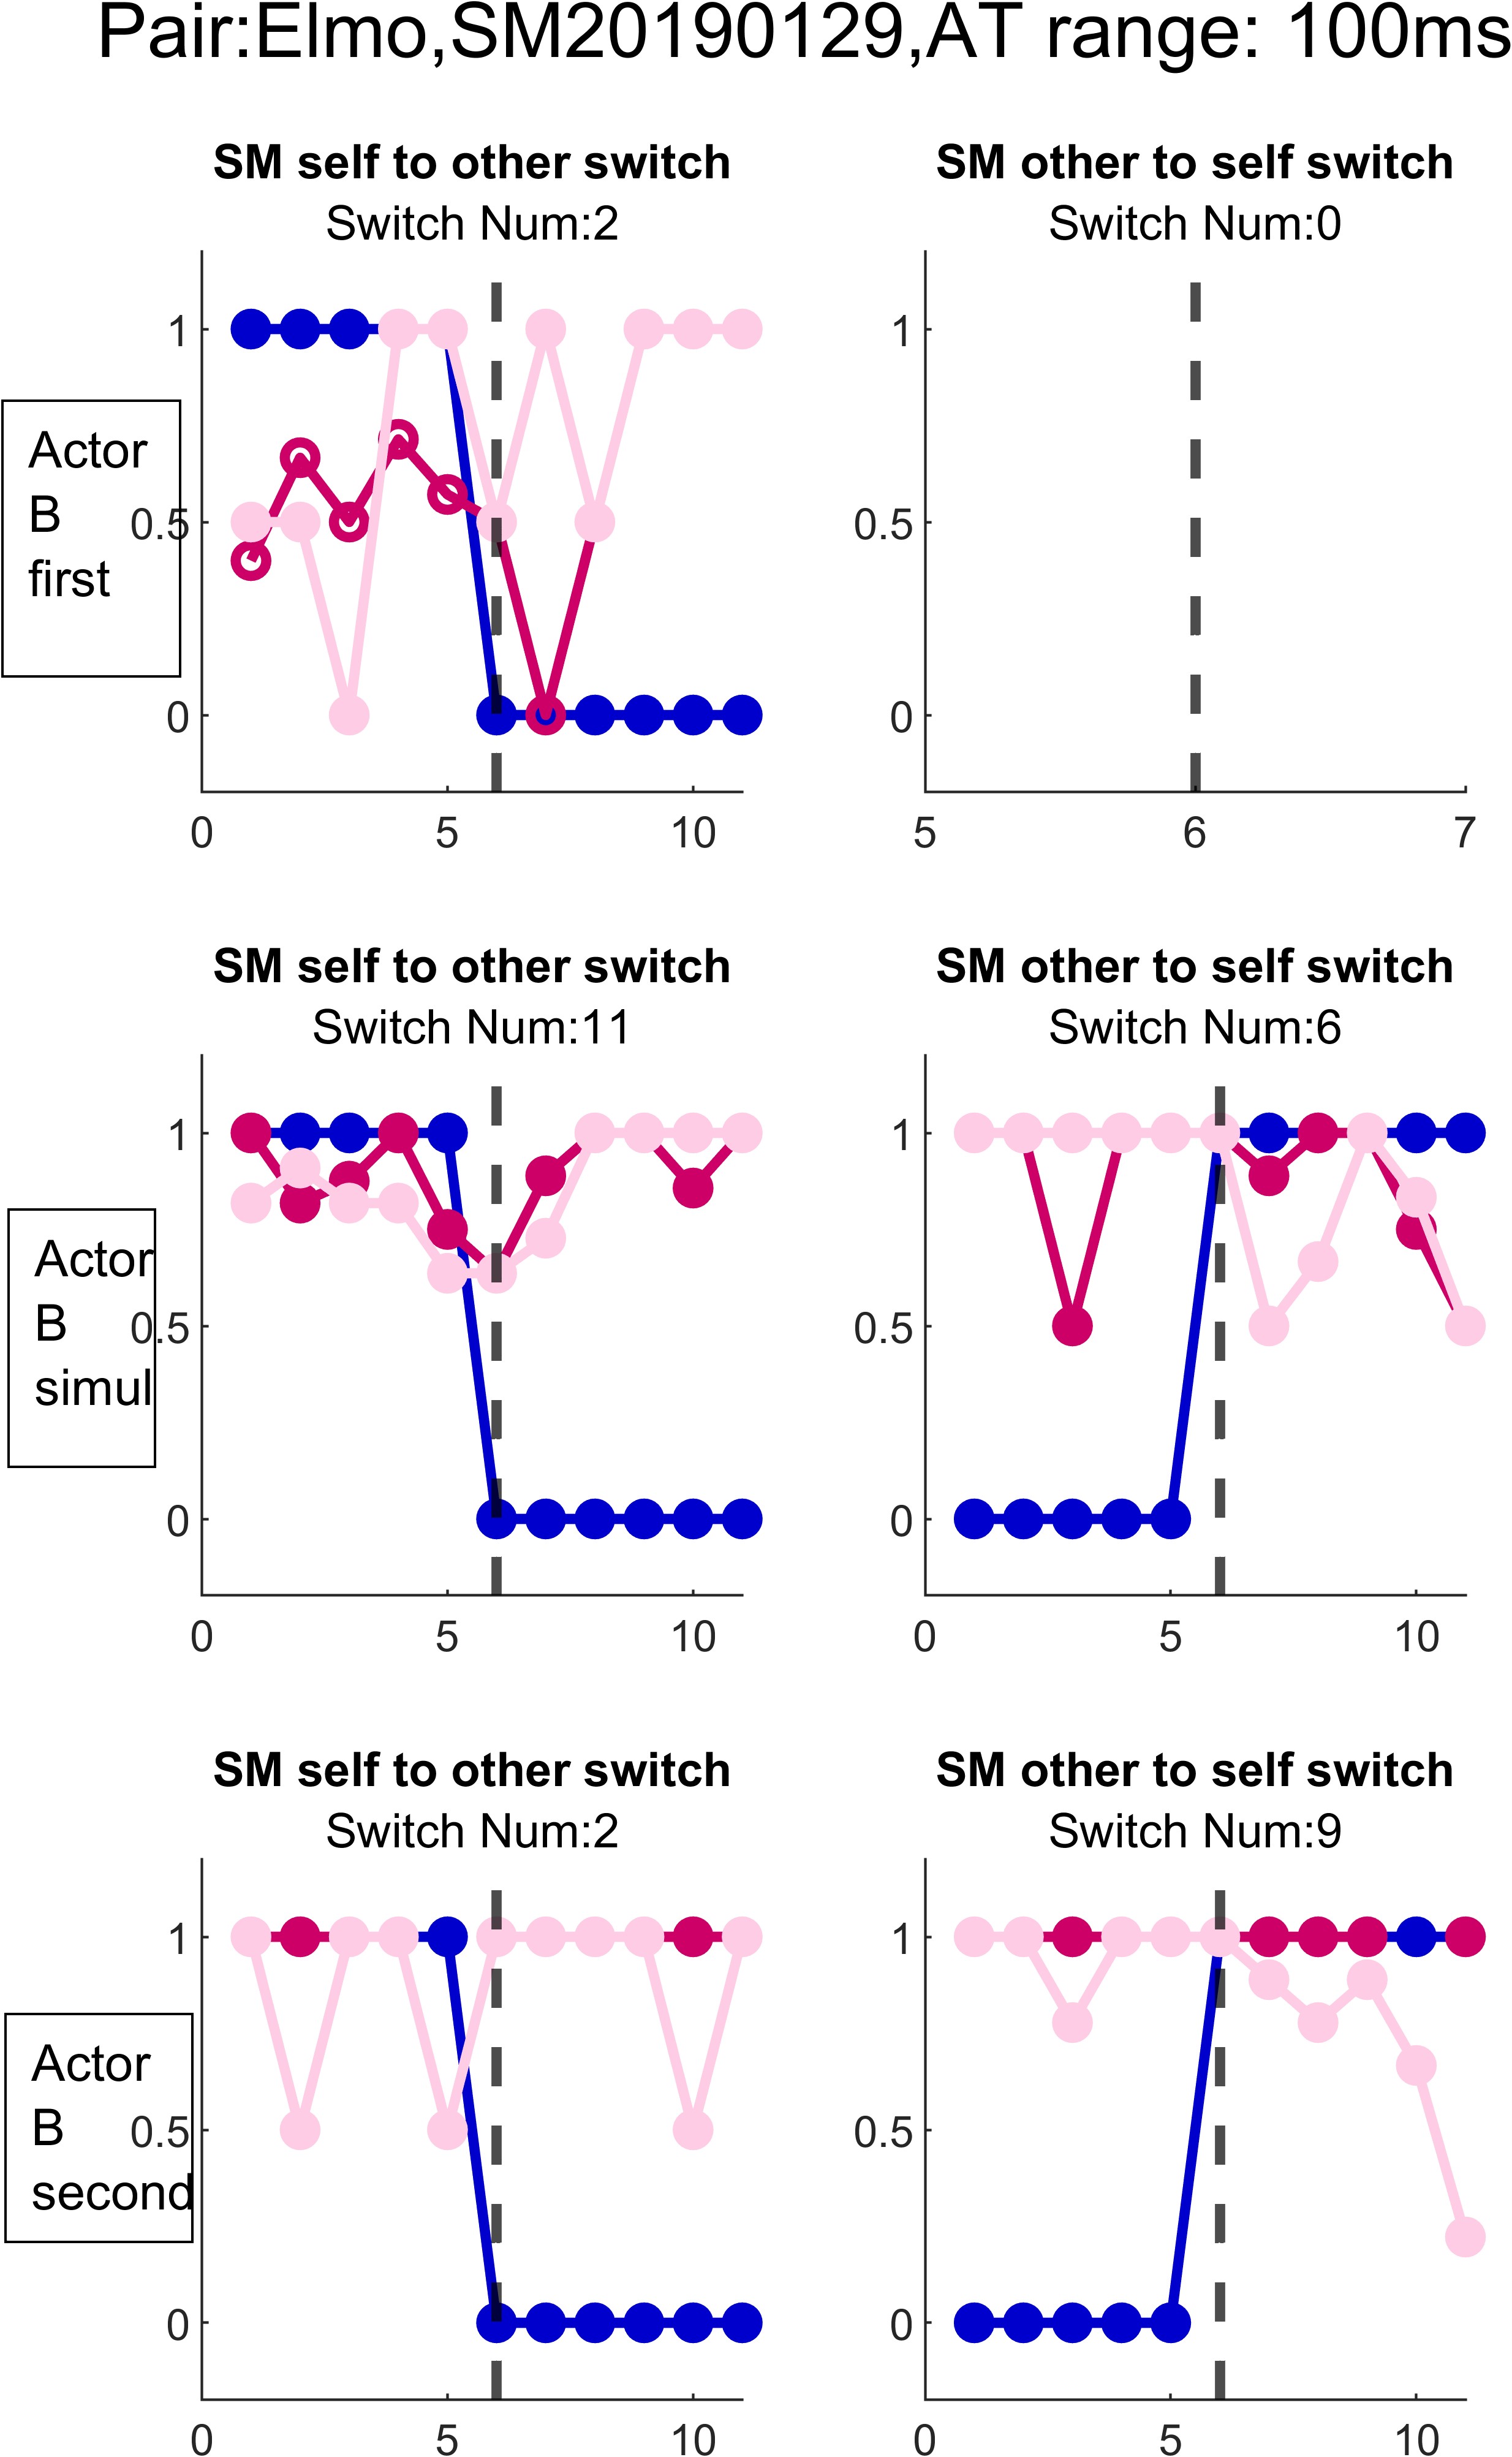 Pair:Elmo,SM20190129,AT range: 100ms
SM self to other switch
Switch Num:2
SM other to self switch
Switch Num:0
Actor
B
first
1
0.5
0
0
5
10
1
0.5
0
5
6
7
SM self to other switch
Switch Num:11
SM other to self switch
Switch Num:6
Actor
B
simul
1
0.5
0
0
5
10
1
0.5
0
0
5
10
SM self to other switch
Switch Num:2
SM other to self switch
Switch Num:9
Actor
B
second
1
0.5
0
0
5
10
1
0.5
0
0
5
10